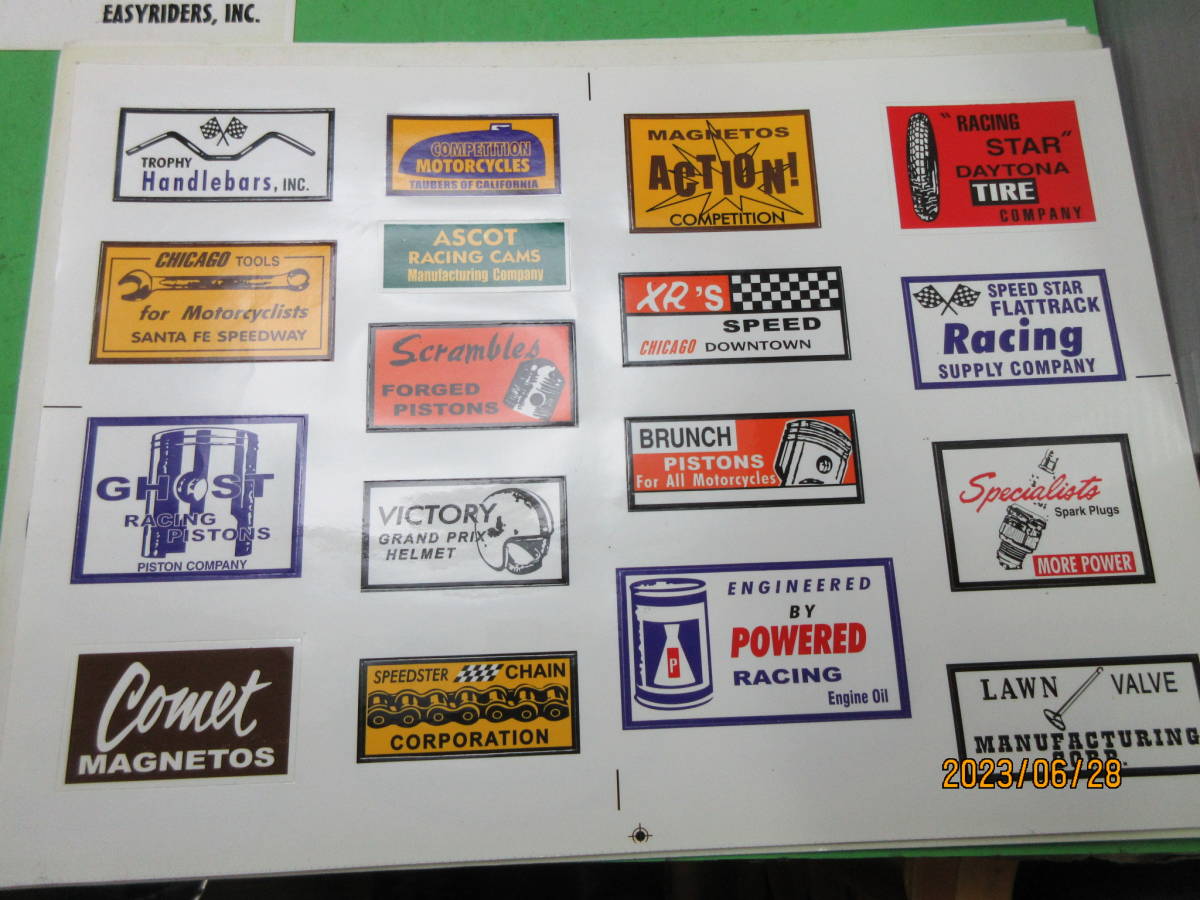 EASYRIDERS, INC.
TROPHY
Handlebars, INC.
CHICAGO TOOLS
for Motorcyclists
SANTA FE SPEEDWAY
GHOST
RACING
PISTONS
PISTON COMPANY
Comet
MAGNETOS
COMPETITION
MOTORCYCLES
TAUBERS OF CALIFORNIA
ASCOT
RACING CAMS
Manufacturing Company
Scrambles
FORGED
PISTONS
VICTORY
GRAND PRIX
HELMET
SPEEDSTER CHAIN
CORPORATION
MAGNETOS
ACTION!
COMPETITION
XR'S
SPEED
CHICAGO DOWNTOWN
BRUNCH
PISTONS
For All Motorcycles
ENGINEERED
BY
POWERED
RACING
Engine Oil
P
"RACING
STAR"
DAYTONA
TIRE
COMPANY
SPEED STAR
FLATTRACK
Racing
SUPPLY COMPANY
Specialists
Spark Plugs
MORE POWER
LAWN VALVE
MANUFACTURING
CORP.
2023/06/28